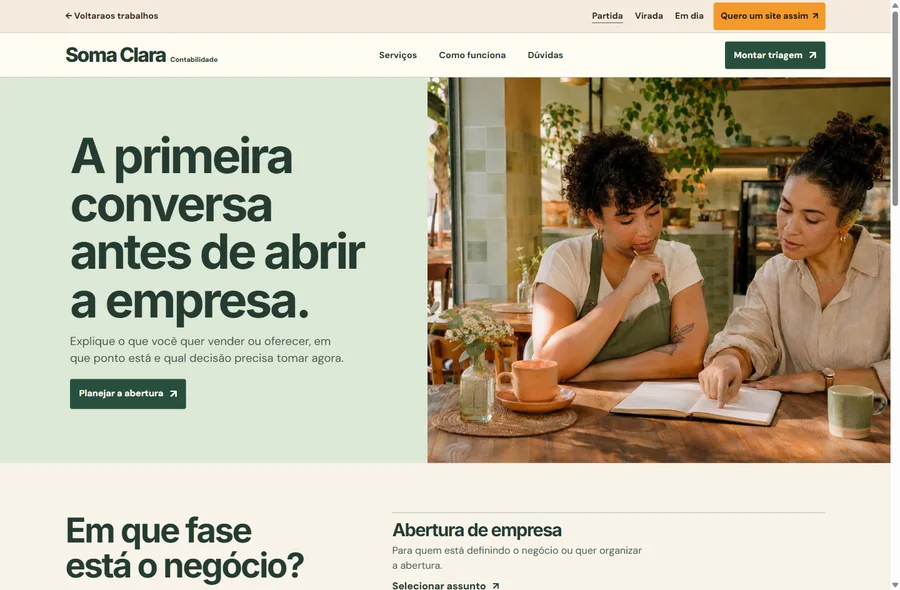 ← Voltar aos trabalhos
Partida
Virada
Em dia
Quero um site assim ↗
Soma Clara Contabilidade
Serviços
Como funciona
Dúvidas
Montar triagem ↗
A primeira
conversa
antes de abrir
a empresa.
Explique o que você quer vender ou oferecer, em
que ponto está e qual decisão precisa tomar agora.
Planejar a abertura ↗
Em que fase
está o negócio?
Abertura de empresa
Para quem está definindo o negócio ou quer organizar
a abertura.
Selecionar assunto ↗